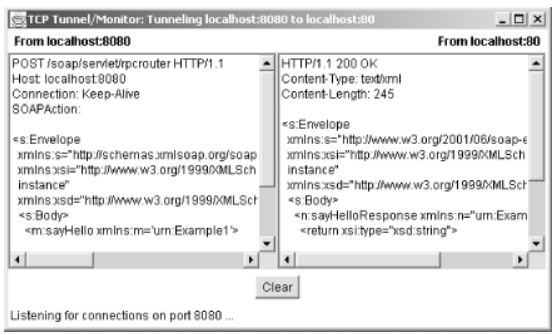 TCP Tunnel/Monitor: Tunneling localhost:8080 to localhost:80
From localhost:8080
From localhost:80
POST /soap/servlet/rpcrouter HTTP/1.1
Host: localhost:8080
Connection: Keep-Alive
SOAPAction:
<s:Envelope
xmlns:s="http://schemas.xmlsoap.org/soap
xmlns:xsi="http://www.w3.org/1999/XMLSch
instance"
xmlns:xsd="http://www.w3.org/1999/XMLSch
<s:Body>
<m:sayHello xmlns:m='urn:Example1'>
HTTP/1.1 200 OK
Content-Type: text/xml
Content-Length: 245
<s:Envelope
xmlns:s="http://www.w3.org/2001/06/soap-e
xmlns:xsi="http://www.w3.org/1999/XMLSch
instance"
xmlns:xsd="http://www.w3.org/1999/XMLSch
<s:Body>
<n:sayHelloResponse xmlns:n="urn:Exam
<return xsi:type="xsd:string">
Clear
Listening for connections on port 8080 ...